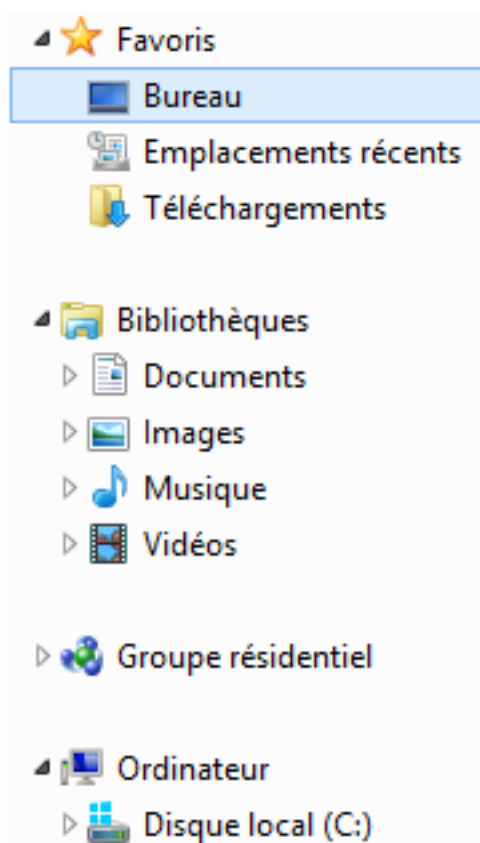 Favoris
Bureau
Emplacements récents
Téléchargements
Bibliothèques
Documents
Images
Musique
Vidéos
Groupe résidentiel
Ordinateur
Disque local (C:)